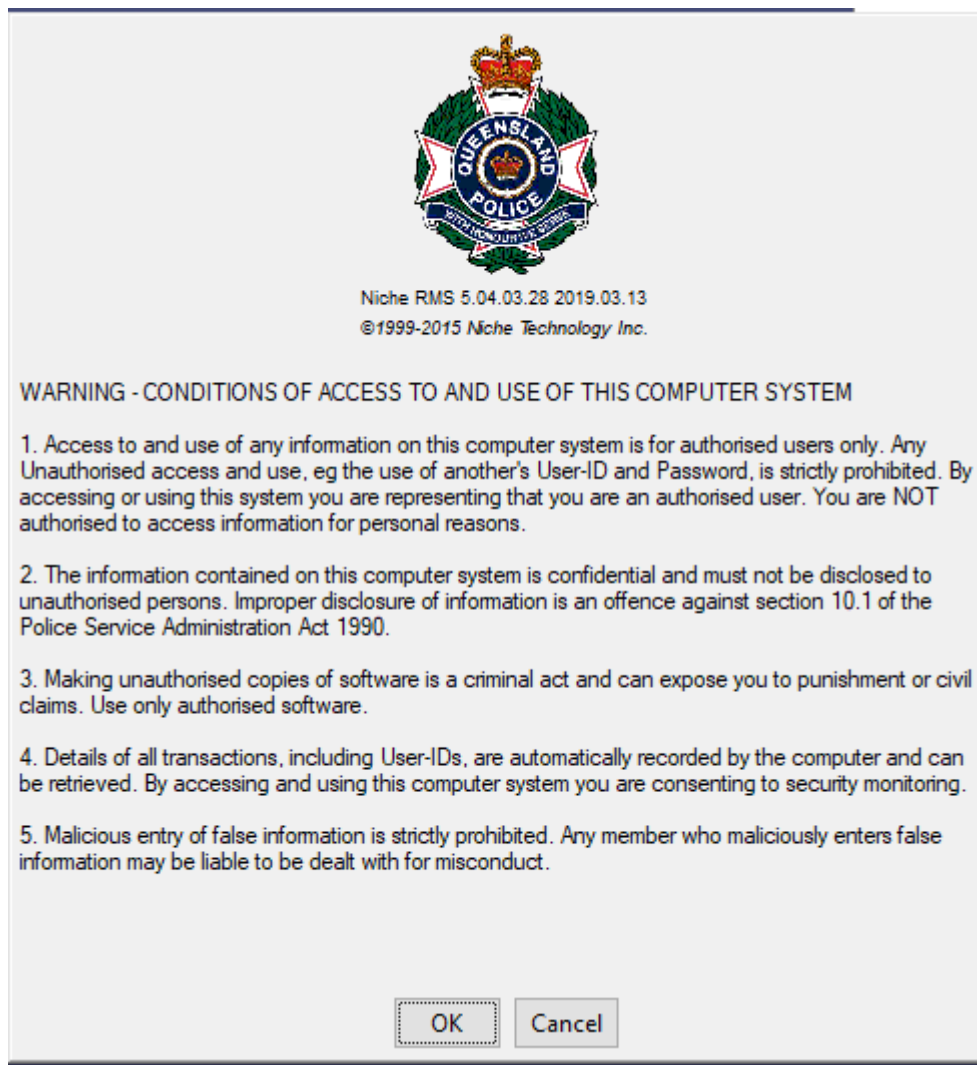 QUEENSLAND
POLICE
WITH HONOUR WE SERVE
Niche RMS 5.04.03.28 2019.03.13
©1999-2015 Niche Technology Inc.
WARNING - CONDITIONS OF ACCESS TO AND USE OF THIS COMPUTER SYSTEM
1. Access to and use of any information on this computer system is for authorised users only. Any
Unauthorised access and use, eg the use of another's User-ID and Password, is strictly prohibited. By
accessing or using this system you are representing that you are an authorised user. You are NOT
authorised to access information for personal reasons.
2. The information contained on this computer system is confidential and must not be disclosed to
unauthorised persons. Improper disclosure of information is an offence against section 10.1 of the
Police Service Administration Act 1990.
3. Making unauthorised copies of software is a criminal act and can expose you to punishment or civil
claims. Use only authorised software.
4. Details of all transactions, including User-IDs, are automatically recorded by the computer and can
be retrieved. By accessing and using this computer system you are consenting to security monitoring.
5. Malicious entry of false information is strictly prohibited. Any member who maliciously enters false
information may be liable to be dealt with for misconduct.
OK
Cancel